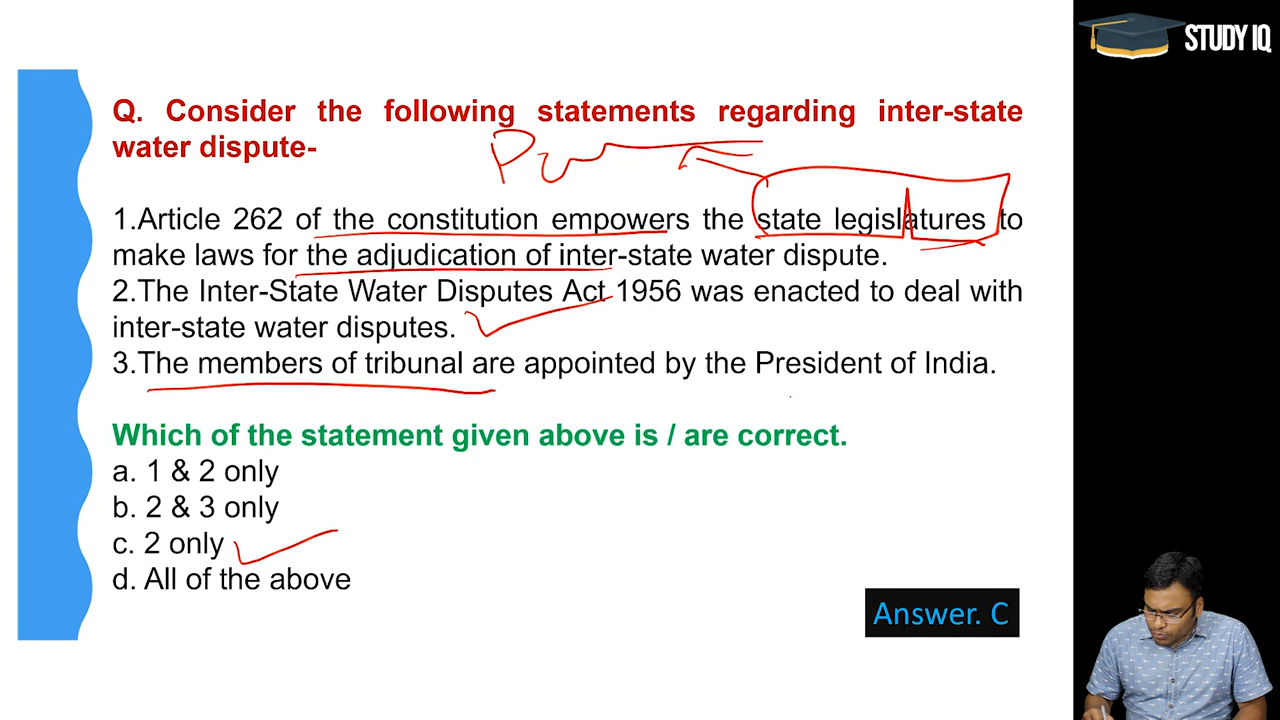 STUDY IQ
Q. Consider the following statements regarding inter-state
water dispute-
1.Article 262 of the constitution empowers the state legislatures to
make laws for the adjudication of inter-state water dispute.
2.The Inter-State Water Disputes Act 1956 was enacted to deal with
inter-state water disputes.
3.The members of tribunal are appointed by the President of India.
Which of the statement given above is / are correct.
a. 1 & 2 only
b. 2 & 3 only
c. 2 only
d. All of the above
Answer. C